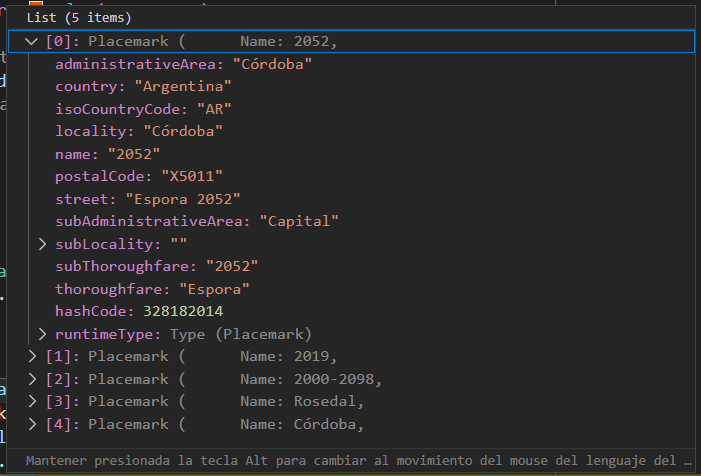 List (5 items)
[0]: Placemark (      Name: 2052,
administrativeArea: "Córdoba"
country: "Argentina"
isoCountryCode: "AR"
locality: "Córdoba"
name: "2052"
postalCode: "X5011"
street: "Espora 2052"
subAdministrativeArea: "Capital"
subLocality: ""
subThoroughfare: "2052"
thoroughfare: "Espora"
hashCode: 328182014
runtimeType: Type (Placemark)
[1]: Placemark (      Name: 2019,
[2]: Placemark (      Name: 2000-2098,
[3]: Placemark (      Name: Rosedal,
[4]: Placemark (      Name: Córdoba,
Mantener presionada la tecla Alt para cambiar al movimiento del mouse del lenguaje del …